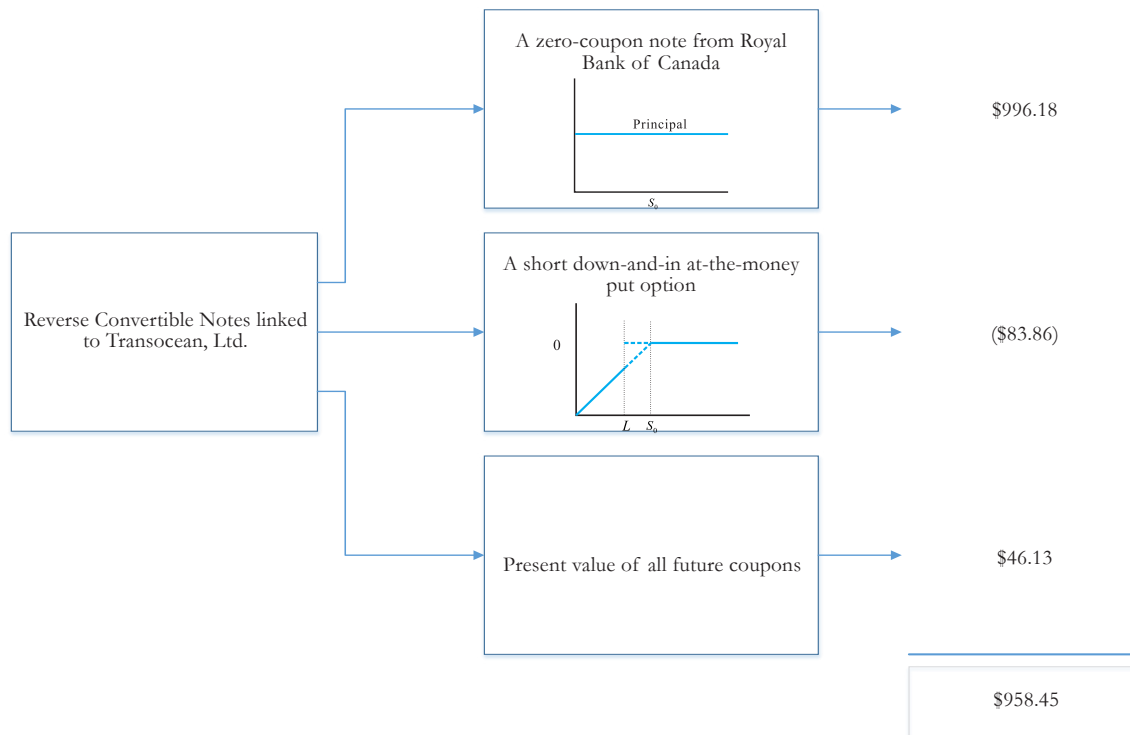 A zero-coupon note from Royal
Bank of Canada
Principal
S₀
$996.18
Reverse Convertible Notes linked
to Transocean, Ltd.
A short down-and-in at-the-money
put option
0
L S₀
($83.86)
Present value of all future coupons
$46.13
$958.45